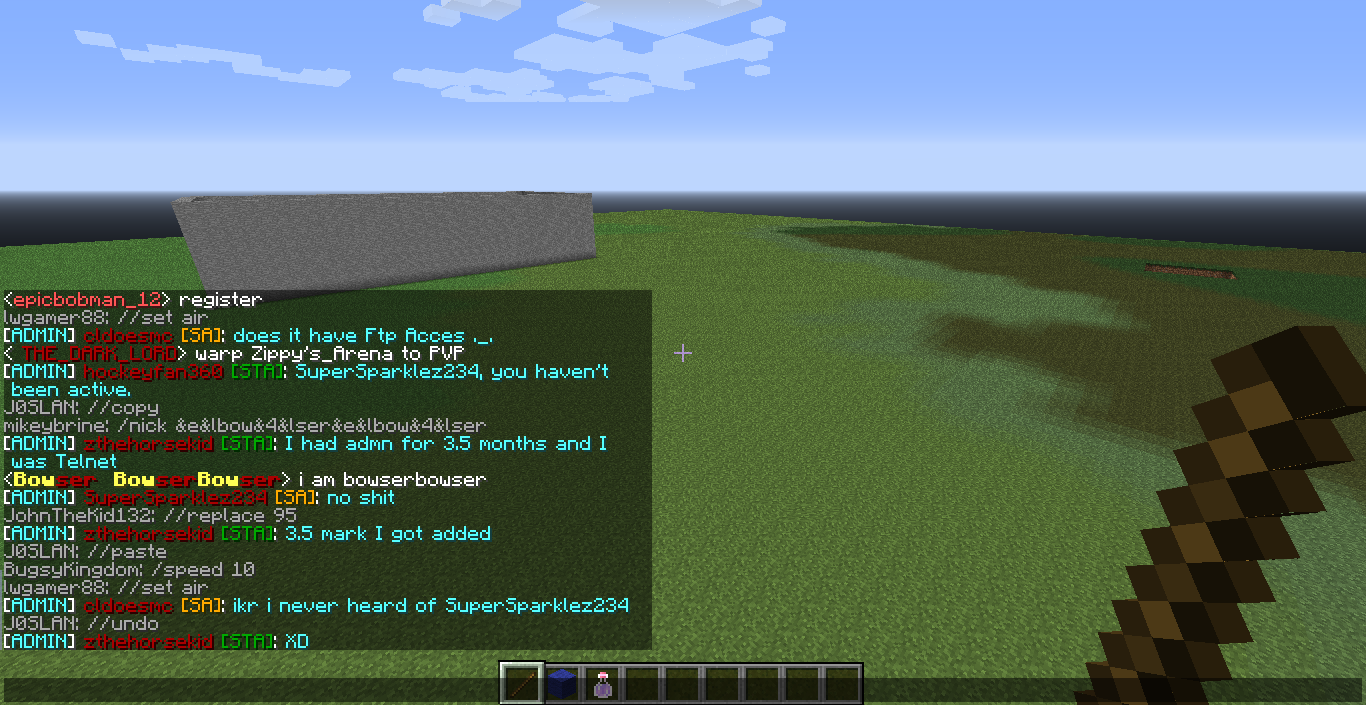 <epicbobman_12> register
lwgamer88: //set air
[ADMIN] cldoesmc [SA]: does it have Ftp Acces ._.
< THE_DARK_LORD> warp Zippy's_Arena to PVP
[ADMIN] hockeyfan360 [STA]: SuperSparklez234, you haven't
been active.
J0SLAN: //copy
mikeybrine: /nick &e&lbow&4&lser&e&lbow&4&lser
[ADMIN] zthehorsekid [STA]: I had admn for 3.5 months and I
was Telnet
<Bowser BowserBowser> i am bowserbowser
[ADMIN] SuperSparklez234 [SA]: no shit
JohnTheKid132: //replace 95
[ADMIN] zthehorsekid [STA]: 3.5 mark I got added
J0SLAN: //paste
BugsyKingdom: /speed 10
lwgamer88: //set air
[ADMIN] cldoesmc [SA]: ikr i never heard of SuperSparklez234
J0SLAN: //undo
[ADMIN] zthehorsekid [STA]: XD